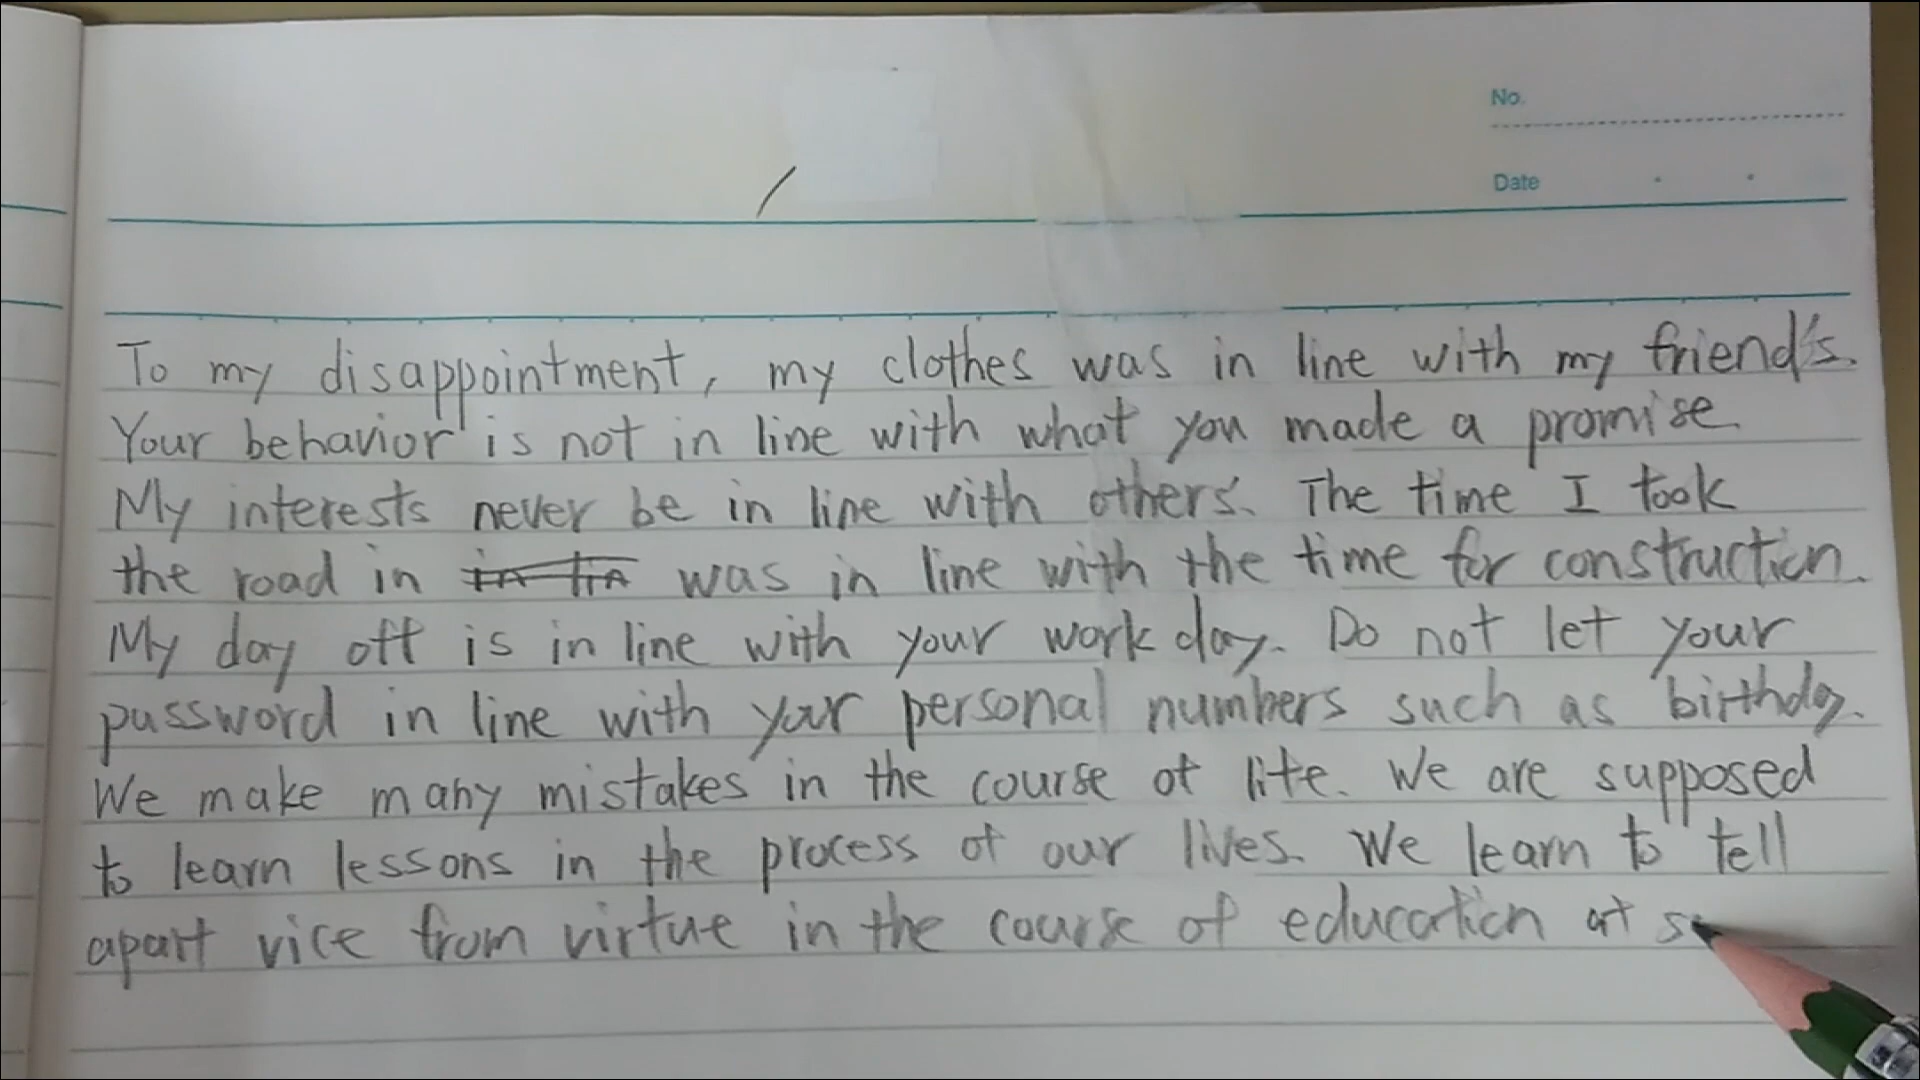 No.
Date
To my disappointment, my clothes was in line with my friend's.
Your behavior is not in line with what you made a promise.
My interests never be in line with others'. The time I took
the road in was in line with the time for construction.
My day off is in line with your work day. Do not let your
password in line with your personal numbers such as birthday.
We make many mistakes in the course of life. We are supposed
to learn lessons in the process of our lives. We learn to tell
apart vice from virtue in the course of education at s